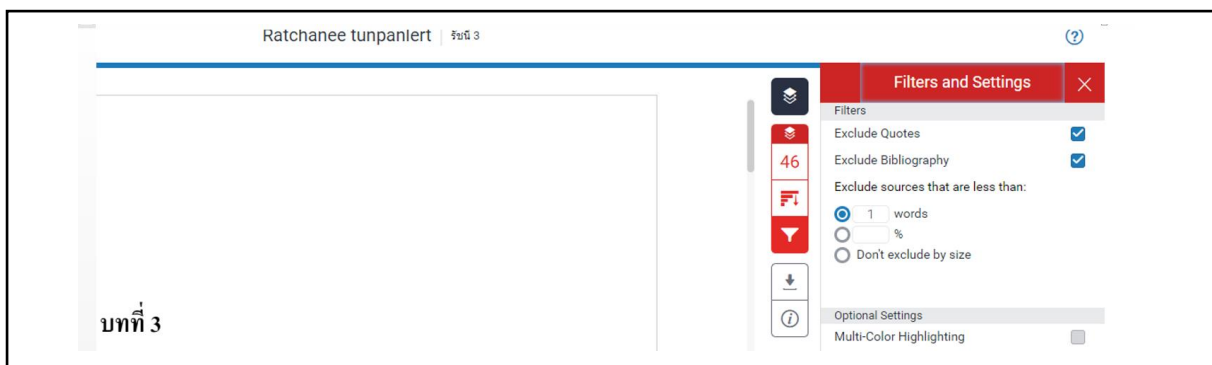 Ratchanee tunpanlert รัชนี 3
?
Filters and Settings
Filters
Exclude Quotes
46
Exclude Bibliography
Exclude sources that are less than:
1 words
%
Don't exclude by size
บทที่ 3
i
Optional Settings
Multi-Color Highlighting